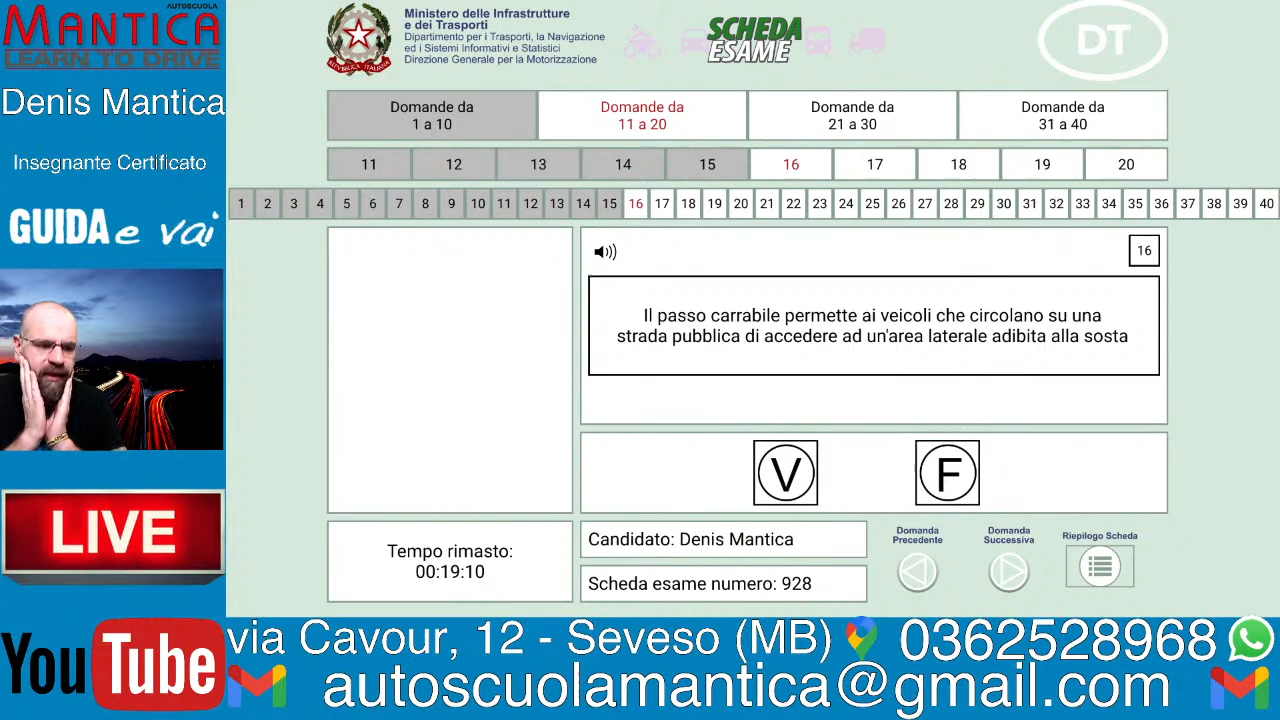 AUTOSCUOLA
MANTICA
LEARN TO DRIVE
Denis Mantica
Insegnante Certificato
GUIDA e vai
LIVE
YouTube
Ministero delle Infrastrutture
e dei Trasporti
Dipartimento per i Trasporti, la Navigazione
ed i Sistemi Informativi e Statistici
Direzione Generale per la Motorizzazione
REPVBBLICA ITALIANA
SCHEDA
ESAME
DT
Domande da
1 a 10
Domande da
11 a 20
Domande da
21 a 30
Domande da
31 a 40
11 12 13 14 15 16 17 18 19 20
1 2 3 4 5 6 7 8 9 10 11 12 13 14 15 16 17 18 19 20 21 22 23 24 25 26 27 28 29 30 31 32 33 34 35 36 37 38 39 40
16
Il passo carrabile permette ai veicoli che circolano su una
strada pubblica di accedere ad un'area laterale adibita alla sosta
V F
Tempo rimasto:
00:19:10
Candidato: Denis Mantica
Scheda esame numero: 928
Domanda
Precedente
Domanda
Successiva
Riepilogo Scheda
via Cavour, 12 - Seveso (MB) 0362528968
autoscuolamantica@gmail.com